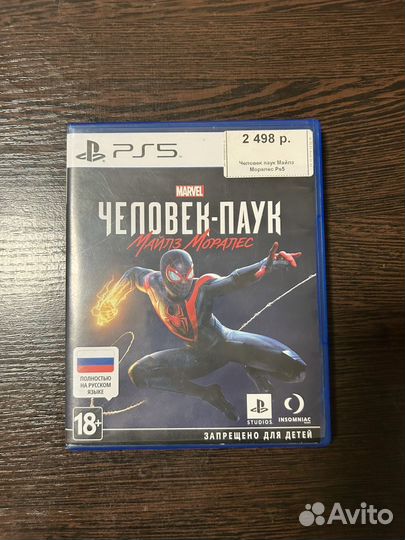 PS5
2 498 р.
Человек паук Майлз
Моралес Ps5
MARVEL
ЧЕЛОВЕК-ПАУК
МАЙЛЗ МОРАЛЕС
ПОЛНОСТЬЮ
НА РУССКОМ
ЯЗЫКЕ
18+
STUDIOS
INSOMNIAC
ЗАПРЕЩЕНО ДЛЯ ДЕТЕЙ
Avito